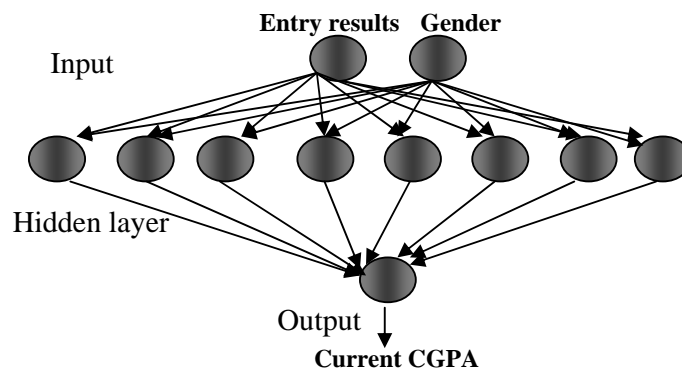 Entry results Gender
Input
Hidden layer
Output
Current CGPA